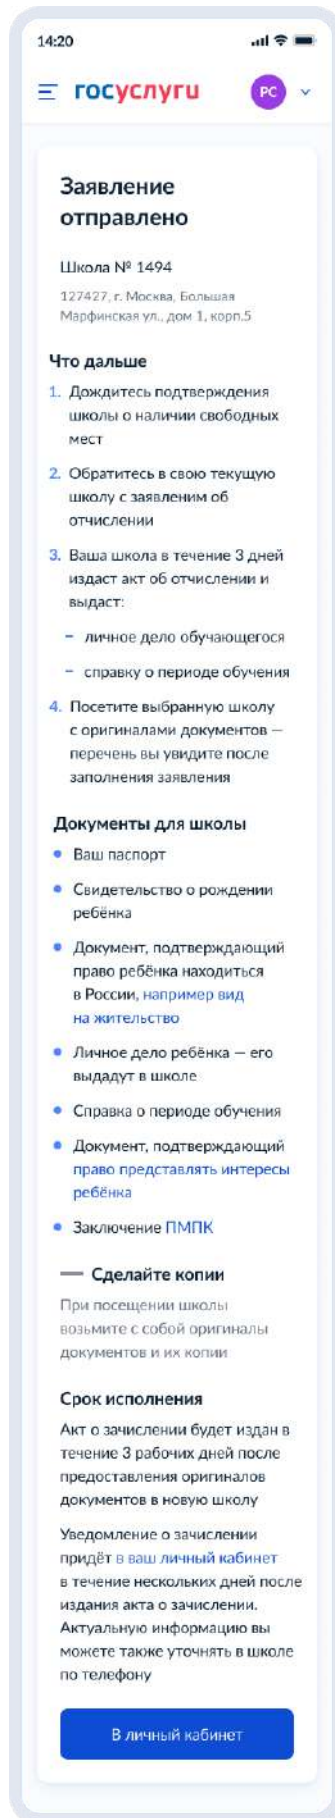 14:20
госуслуги
РС
Заявление
отправлено
Школа № 1494
127427, г. Москва, Большая
Марфинская ул., дом 1, корп.5
Что дальше
1. Дождитесь подтверждения
школы о наличии свободных
мест
2. Обратитесь в свою текущую
школу с заявленим об
отчислении
3. Ваша школа в течение 3 дней
издаст акт об отчислении и
выдаст:
– личное дело обучающегося
– справку о периоде обучения
4. Посетите выбранную школу
с оригиналами документов —
перечень вы увидите после
заполнения заявления
Документы для школы
• Ваш паспорт
• Свидетельство о рождении
ребёнка
• Документ, подтверждающий
право ребёнка находиться
в России, например вид
на жительство
• Личное дело ребёнка — его
выдадут в школе
• Справка о периоде обучения
• Документ, подтверждающий
право представлять интересы
ребёнка
• Заключение ПМПК
— Сделайте копии
При посещении школы
возьмите с собой оригиналы
документов и их копии
Срок исполнения
Акт о зачислении будет издан в
течение 3 рабочих дней после
предоставления оригиналов
документов в новую школу
Уведомление о зачислении
придёт в ваш личный кабинет
в течение нескольких дней после
издания акта о зачислении.
Актуальную информацию вы
можете также уточнять в школе
по телефону
В личный кабинет